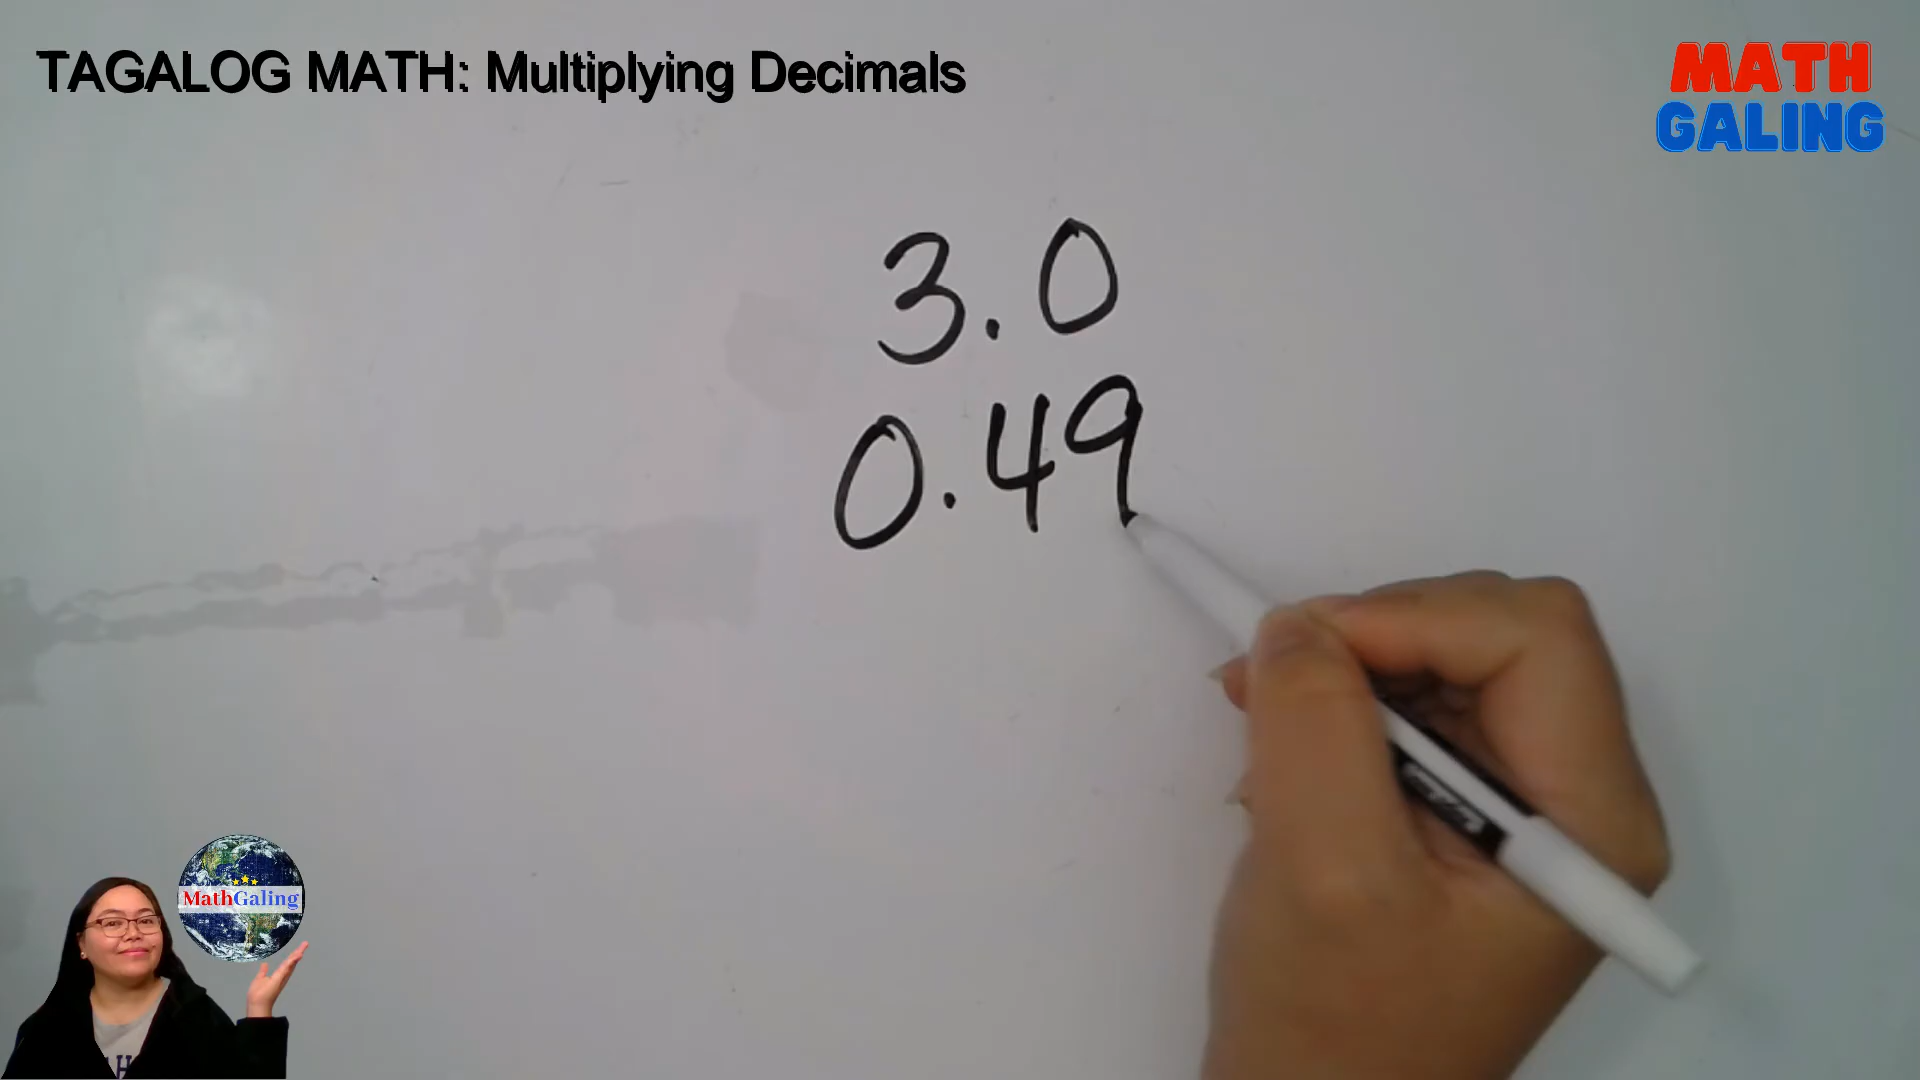 TAGALOG MATH: Multiplying Decimals
MATH
GALING
3.0
0.49
MathGaling